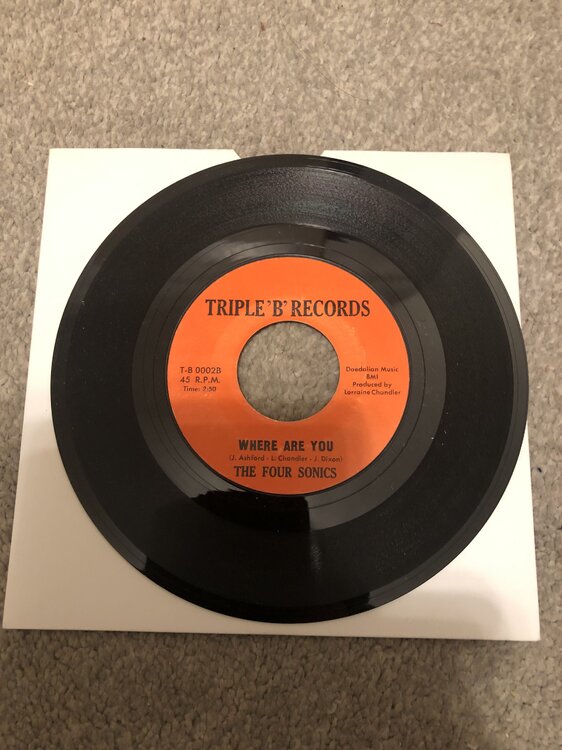 TRIPLE 'B' RECORDS
T-B 0002B
45 R.P.M.
Time: 2:50
Daedalian Music
BMI
Produced by
Lorraine Chandler
WHERE ARE YOU
(J. Ashford - L. Chandler - J. Dixon)
THE FOUR SONICS